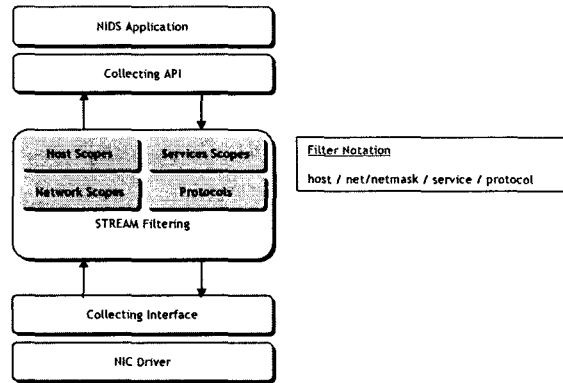 NIDS Application
Collecting API
Host Scopes
Services Scopes
Network Scopes
Protocols
STREAM Filtering
Filter Notation
host / net/netmask / service / protocol
Collecting Interface
NIC Driver